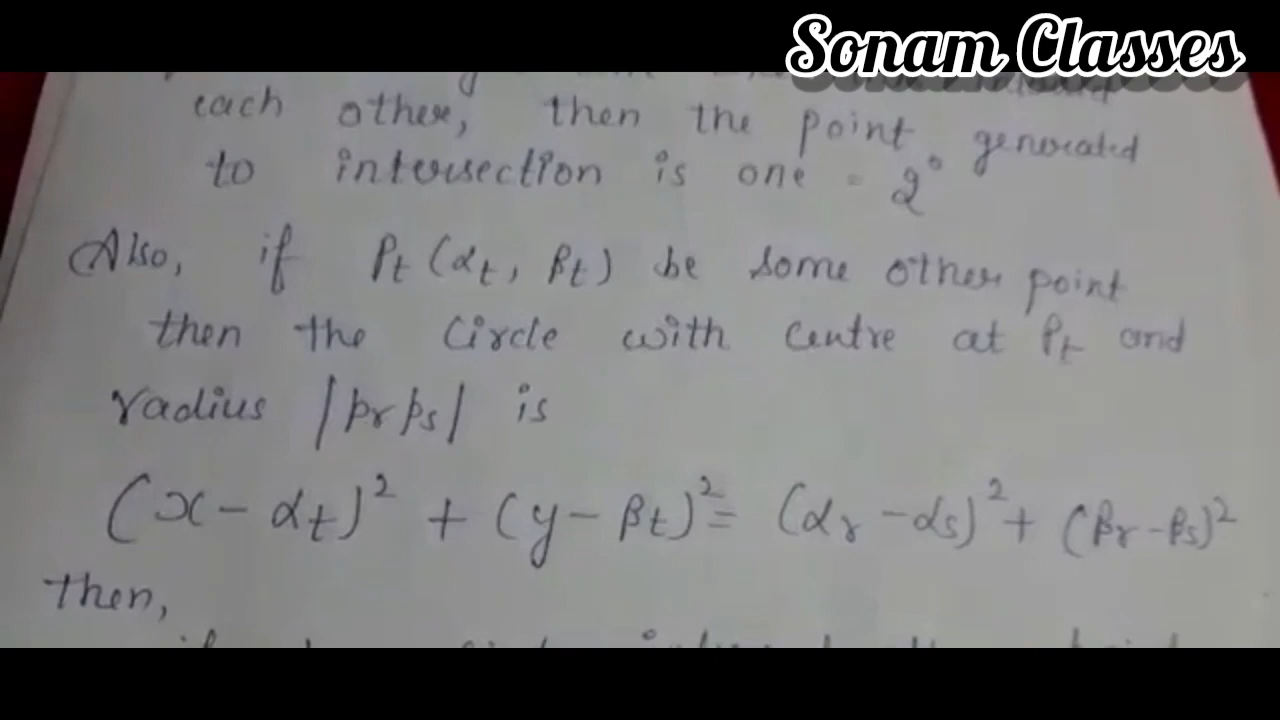 Sonam Classes
each other, then the point generated
to intersection is one = 2°
Also, if Pt (αt, βt) be some other point
then the circle with centre at Pt and
radius |prps| is
(x - αt)² + (y - βt)² = (αr - αs)² + (βr - βs)²
then,